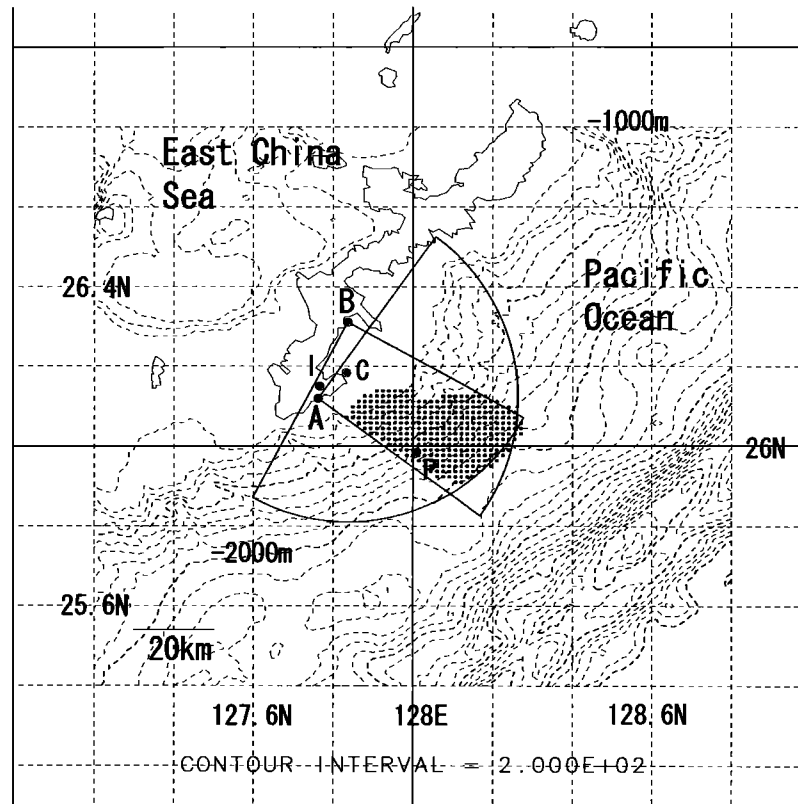 -1000m
East China
Sea
Pacific
Ocean
26.4N
B
I
C
A
26N
P
-2000m
25.6N
20km
127.6N
128E
128.6N
CONTOUR INTERVAL = 2.000E+02